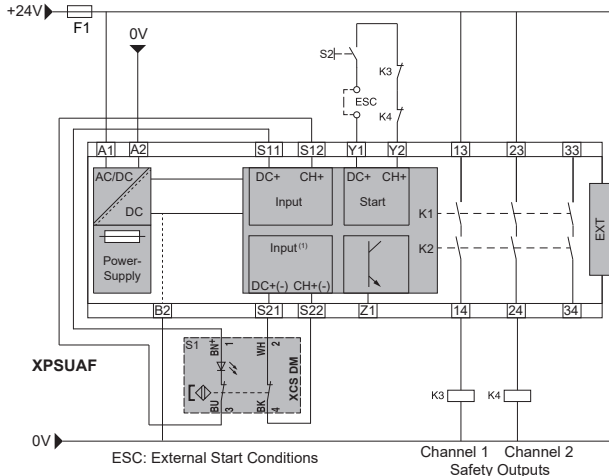 +24V
F1
0V
S2
K3
ESC
K4
A1 A2 S11 S12 Y1 Y2 13 23 33
AC/DC
DC
DC+ CH+
Input
DC+ CH+
Start
K1
K2
EXT
Power-
Supply
Input(1)
DC+(-) CH+(-)
B2 S21 S22 Z1 14 24 34
XPSUAF
S1
BN+ 1
WH 2
BU 3
BK 4
XCS DM
K3
K4
0V
ESC: External Start Conditions
Channel 1 Channel 2
Safety Outputs